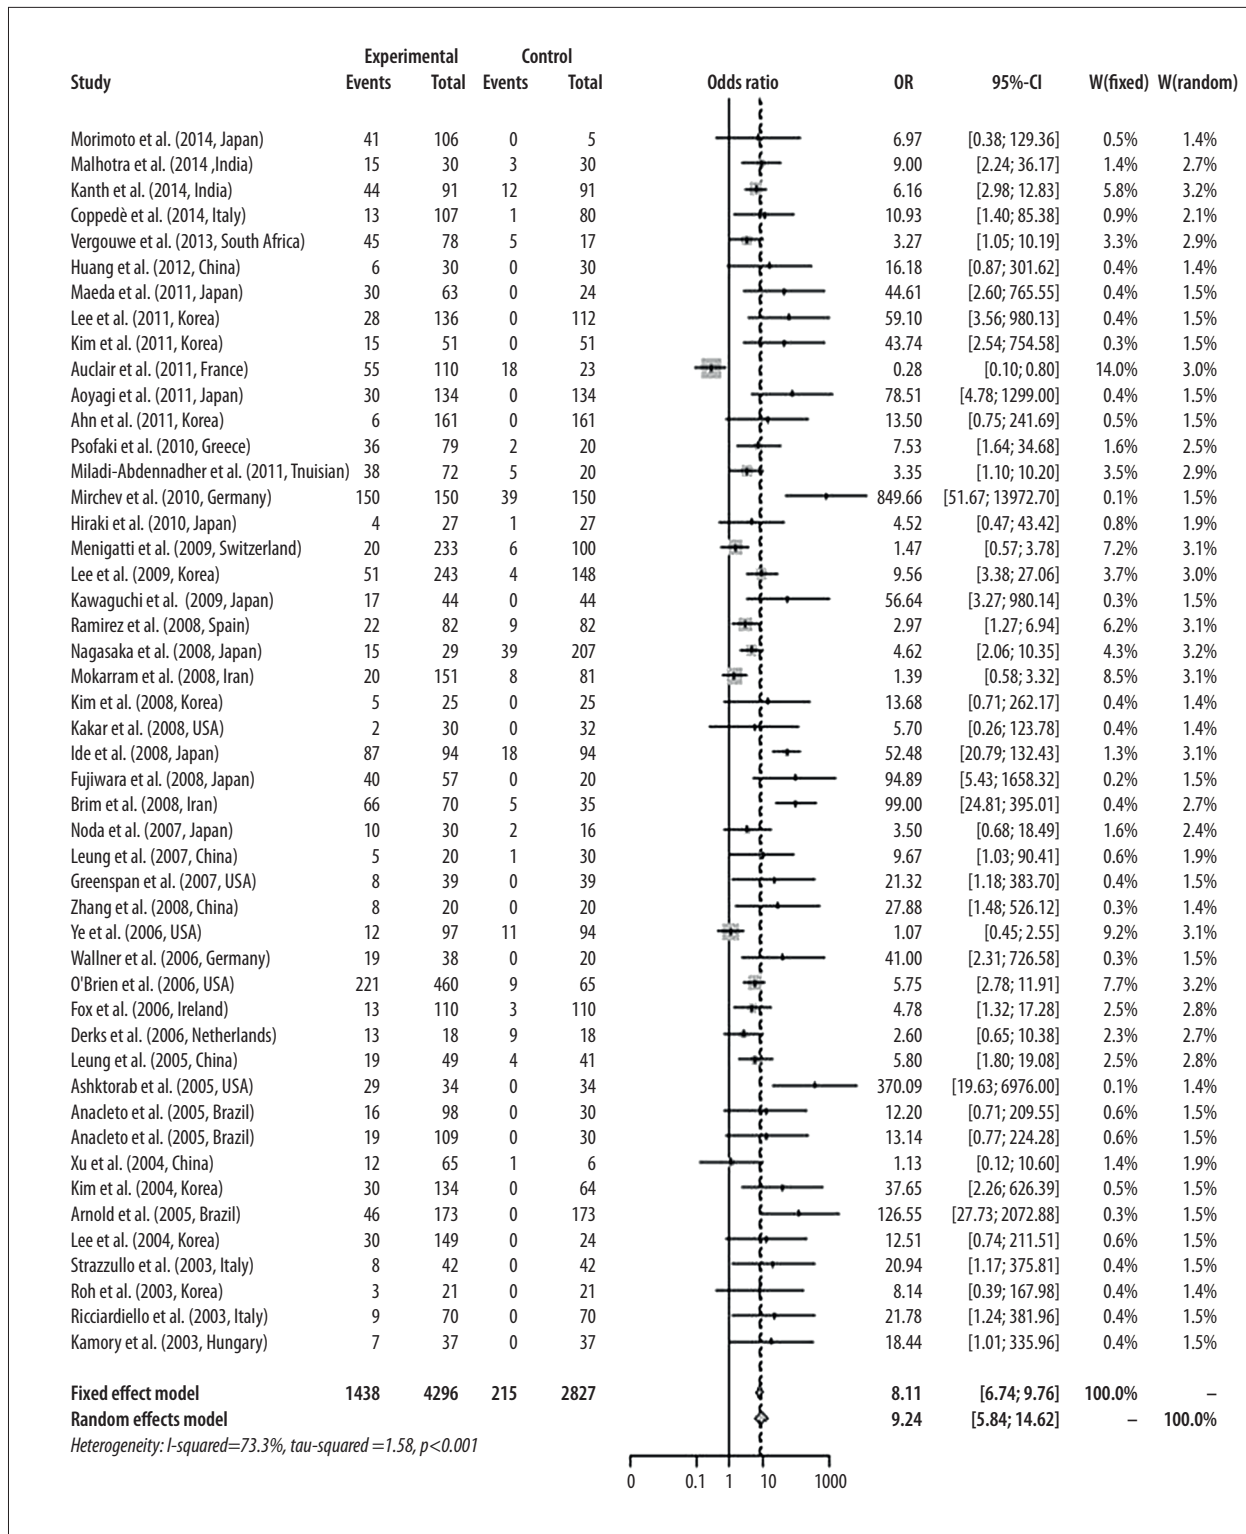 Experimental Control
Study Events Total Events Total Odds ratio OR 95%-CI W(fixed) W(random)
Morimoto et al. (2014, Japan) 41 106 0 5 6.97 [0.38; 129.36] 0.5% 1.4%
Malhotra et al. (2014 ,India) 15 30 3 30 9.00 [2.24; 36.17] 1.4% 2.7%
Kanth et al. (2014, India) 44 91 12 91 6.16 [2.98; 12.83] 5.8% 3.2%
Coppedè et al. (2014, Italy) 13 107 1 80 10.93 [1.40; 85.38] 0.9% 2.1%
Vergouwe et al. (2013, South Africa) 45 78 5 17 3.27 [1.05; 10.19] 3.3% 2.9%
Huang et al. (2012, China) 6 30 0 30 16.18 [0.87; 301.62] 0.4% 1.4%
Maeda et al. (2011, Japan) 30 63 0 24 44.61 [2.60; 765.55] 0.4% 1.5%
Lee et al. (2011, Korea) 28 136 0 112 59.10 [3.56; 980.13] 0.4% 1.5%
Kim et al. (2011, Korea) 15 51 0 51 43.74 [2.54; 754.58] 0.3% 1.5%
Auclair et al. (2011, France) 55 110 18 23 0.28 [0.10; 0.80] 14.0% 3.0%
Aoyagi et al. (2011, Japan) 30 134 0 134 78.51 [4.78; 1299.00] 0.4% 1.5%
Ahn et al. (2011, Korea) 6 161 0 161 13.50 [0.75; 241.69] 0.5% 1.5%
Psofaki et al. (2010, Greece) 36 79 2 20 7.53 [1.64; 34.68] 1.6% 2.5%
Miladi-Abdennadher et al. (2011, Tnuisian) 38 72 5 20 3.35 [1.10; 10.20] 3.5% 2.9%
Mirchev et al. (2010, Germany) 150 150 39 150 849.66 [51.67; 13972.70] 0.1% 1.5%
Hiraki et al. (2010, Japan) 4 27 1 27 4.52 [0.47; 43.42] 0.8% 1.9%
Menigatti et al. (2009, Switzerland) 20 233 6 100 1.47 [0.57; 3.78] 7.2% 3.1%
Lee et al. (2009, Korea) 51 243 4 148 9.56 [3.38; 27.06] 3.7% 3.0%
Kawaguchi et al. (2009, Japan) 17 44 0 44 56.64 [3.27; 980.14] 0.3% 1.5%
Ramirez et al. (2008, Spain) 22 82 9 82 2.97 [1.27; 6.94] 6.2% 3.1%
Nagasaka et al. (2008, Japan) 15 29 39 207 4.62 [2.06; 10.35] 4.3% 3.2%
Mokarram et al. (2008, Iran) 20 151 8 81 1.39 [0.58; 3.32] 8.5% 3.1%
Kim et al. (2008, Korea) 5 25 0 25 13.68 [0.71; 262.17] 0.4% 1.4%
Kakar et al. (2008, USA) 2 30 0 32 5.70 [0.26; 123.78] 0.4% 1.4%
Ide et al. (2008, Japan) 87 94 18 94 52.48 [20.79; 132.43] 1.3% 3.1%
Fujiwara et al. (2008, Japan) 40 57 0 20 94.89 [5.43; 1658.32] 0.2% 1.5%
Brim et al. (2008, Iran) 66 70 5 35 99.00 [24.81; 395.01] 0.4% 2.7%
Noda et al. (2007, Japan) 10 30 2 16 3.50 [0.68; 18.49] 1.6% 2.4%
Leung et al. (2007, China) 5 20 1 30 9.67 [1.03; 90.41] 0.6% 1.9%
Greenspan et al. (2007, USA) 8 39 0 39 21.32 [1.18; 383.70] 0.4% 1.5%
Zhang et al. (2008, China) 8 20 0 20 27.88 [1.48; 526.12] 0.3% 1.4%
Ye et al. (2006, USA) 12 97 11 94 1.07 [0.45; 2.55] 9.2% 3.1%
Wallner et al. (2006, Germany) 19 38 0 20 41.00 [2.31; 726.58] 0.3% 1.5%
O'Brien et al. (2006, USA) 221 460 9 65 5.75 [2.78; 11.91] 7.7% 3.2%
Fox et al. (2006, Ireland) 13 110 3 110 4.78 [1.32; 17.28] 2.5% 2.8%
Derks et al. (2006, Netherlands) 13 18 9 18 2.60 [0.65; 10.38] 2.3% 2.7%
Leung et al. (2005, China) 19 49 4 41 5.80 [1.80; 19.08] 2.5% 2.8%
Ashktorab et al. (2005, USA) 29 34 0 34 370.09 [19.63; 6976.00] 0.1% 1.4%
Anacleto et al. (2005, Brazil) 16 98 0 30 12.20 [0.71; 209.55] 0.6% 1.5%
Anacleto et al. (2005, Brazil) 19 109 0 30 13.14 [0.77; 224.28] 0.6% 1.5%
Xu et al. (2004, China) 12 65 1 6 1.13 [0.12; 10.60] 1.4% 1.9%
Kim et al. (2004, Korea) 30 134 0 64 37.65 [2.26; 626.39] 0.5% 1.5%
Arnold et al. (2005, Brazil) 46 173 0 173 126.55 [27.73; 2072.88] 0.3% 1.5%
Lee et al. (2004, Korea) 30 149 0 24 12.51 [0.74; 211.51] 0.6% 1.5%
Strazzullo et al. (2003, Italy) 8 42 0 42 20.94 [1.17; 375.81] 0.4% 1.5%
Roh et al. (2003, Korea) 3 21 0 21 8.14 [0.39; 167.98] 0.4% 1.4%
Ricciardiello et al. (2003, Italy) 9 70 0 70 21.78 [1.24; 381.96] 0.4% 1.5%
Kamory et al. (2003, Hungary) 7 37 0 37 18.44 [1.01; 335.96] 0.4% 1.5%
Fixed effect model 1438 4296 215 2827 8.11 [6.74; 9.76] 100.0% –
Random effects model 9.24 [5.84; 14.62] – 100.0%
Heterogeneity: I-squared=73.3%, tau-squared =1.58, p<0.001
0 0.1 1 10 1000